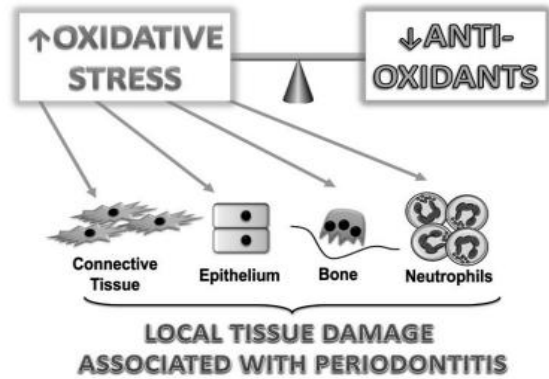 ↑OXIDATIVE
STRESS
↓ANTI-
OXIDANTS
Connective
Tissue
Epithelium
Bone
Neutrophils
LOCAL TISSUE DAMAGE
ASSOCIATED WITH PERIODONTITIS